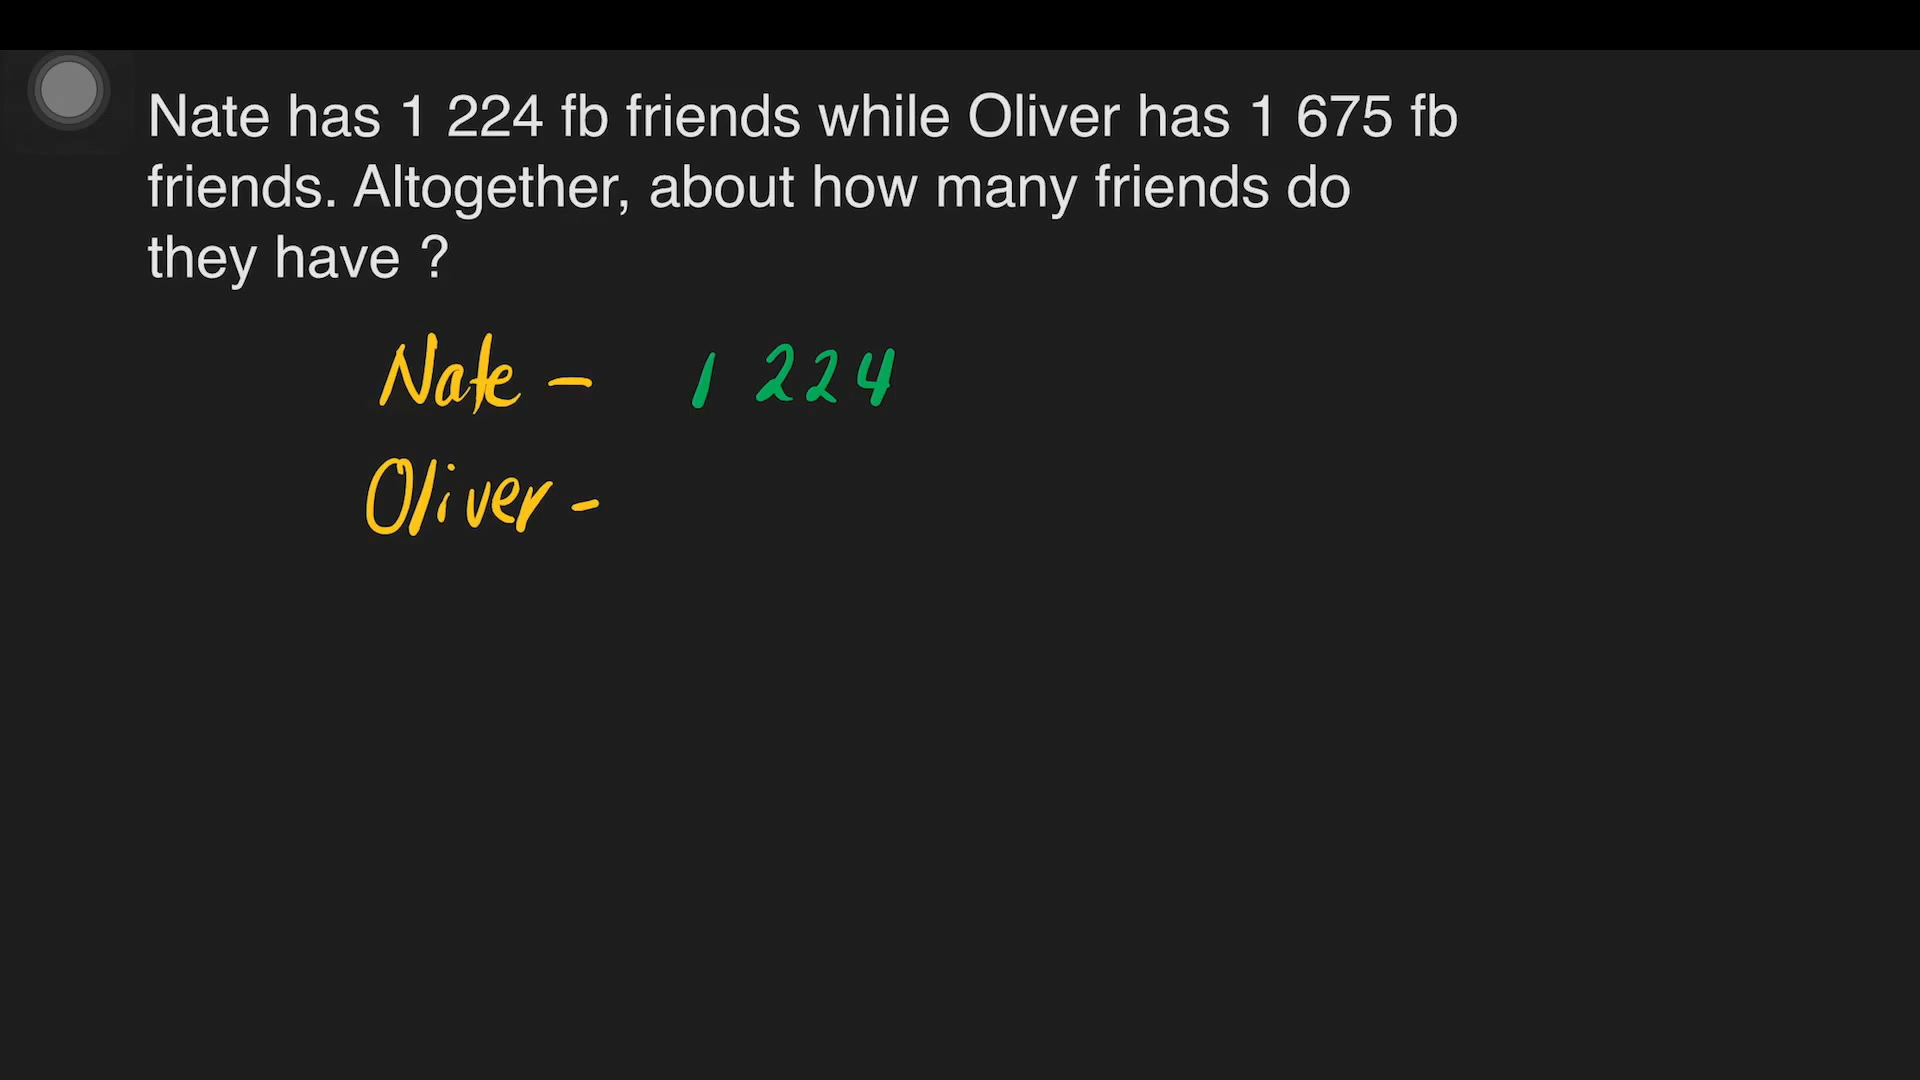 Nate has 1 224 fb friends while Oliver has 1 675 fb
friends. Altogether, about how many friends do
they have ?
Nate - 1 224
Oliver -